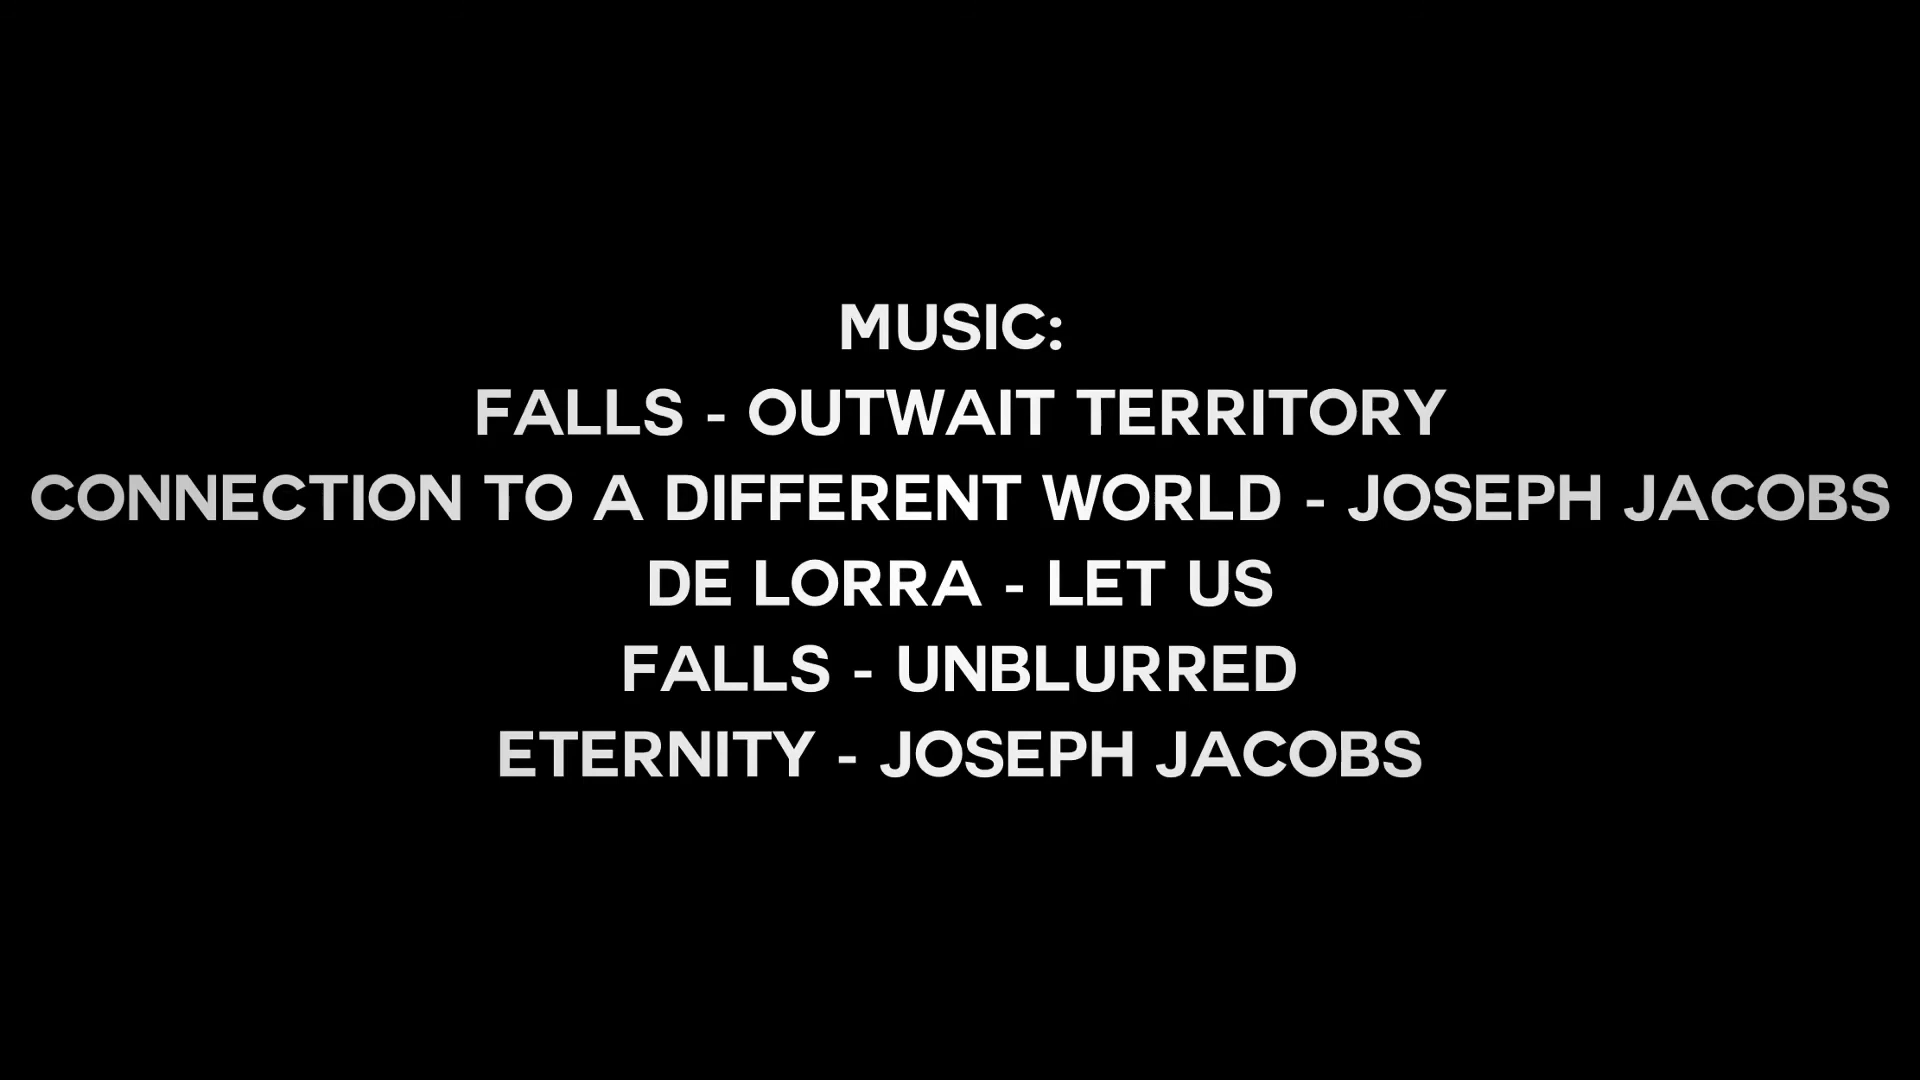 MUSIC:
FALLS - OUTWAIT TERRITORY
CONNECTION TO A DIFFERENT WORLD - JOSEPH JACOBS
DE LORRA - LET US
FALLS - UNBLURRED
ETERNITY - JOSEPH JACOBS